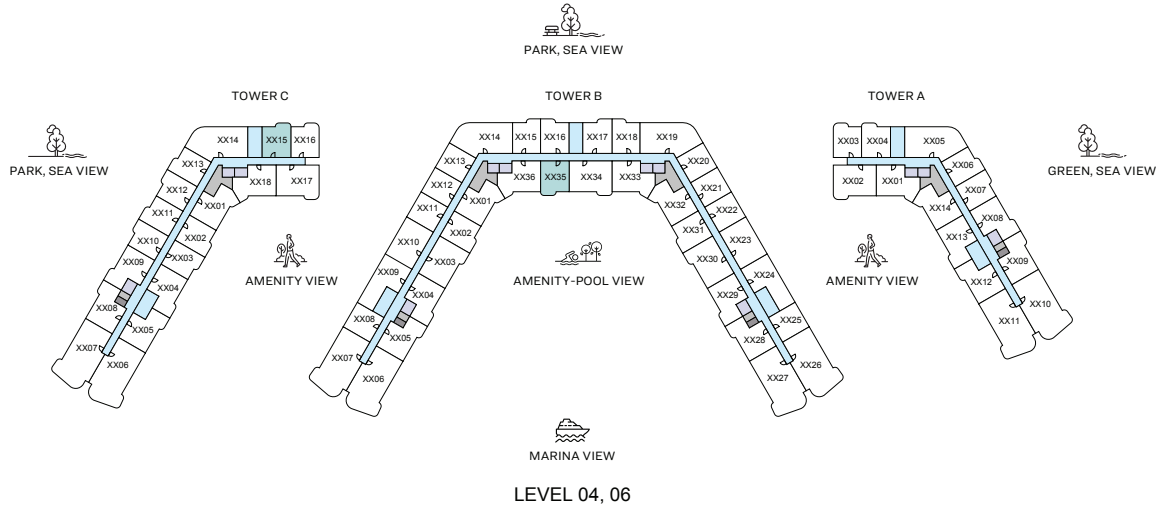 PARK, SEA VIEW
TOWER C
TOWER B
TOWER A
PARK, SEA VIEW
GREEN, SEA VIEW
XX14
XX15
XX16
XX13
XX18
XX17
XX12
XX01
XX11
XX02
XX10
XX03
XX09
XX04
XX08
XX05
XX07
XX06
XX14
XX15
XX16
XX17
XX18
XX19
XX13
XX36
XX35
XX34
XX33
XX20
XX12
XX01
XX32
XX21
XX11
XX02
XX31
XX22
XX10
XX03
XX30
XX23
XX09
XX04
XX29
XX24
XX08
XX05
XX28
XX25
XX07
XX06
XX27
XX26
XX03
XX04
XX05
XX02
XX01
XX06
XX14
XX07
XX13
XX08
XX12
XX09
XX11
XX10
AMENITY VIEW
AMENITY-POOL VIEW
AMENITY VIEW
MARINA VIEW
LEVEL 04, 06